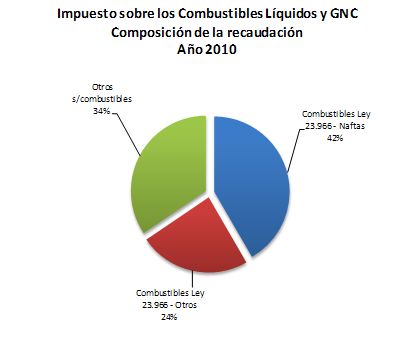 Impuesto sobre los Combustibles Líquidos y GNC
Composición de la recaudación
Año 2010
Otros
s/combustibles
34%
Combustibles Ley
23.966 - Naftas
42%
Combustibles Ley
23.966 - Otros
24%